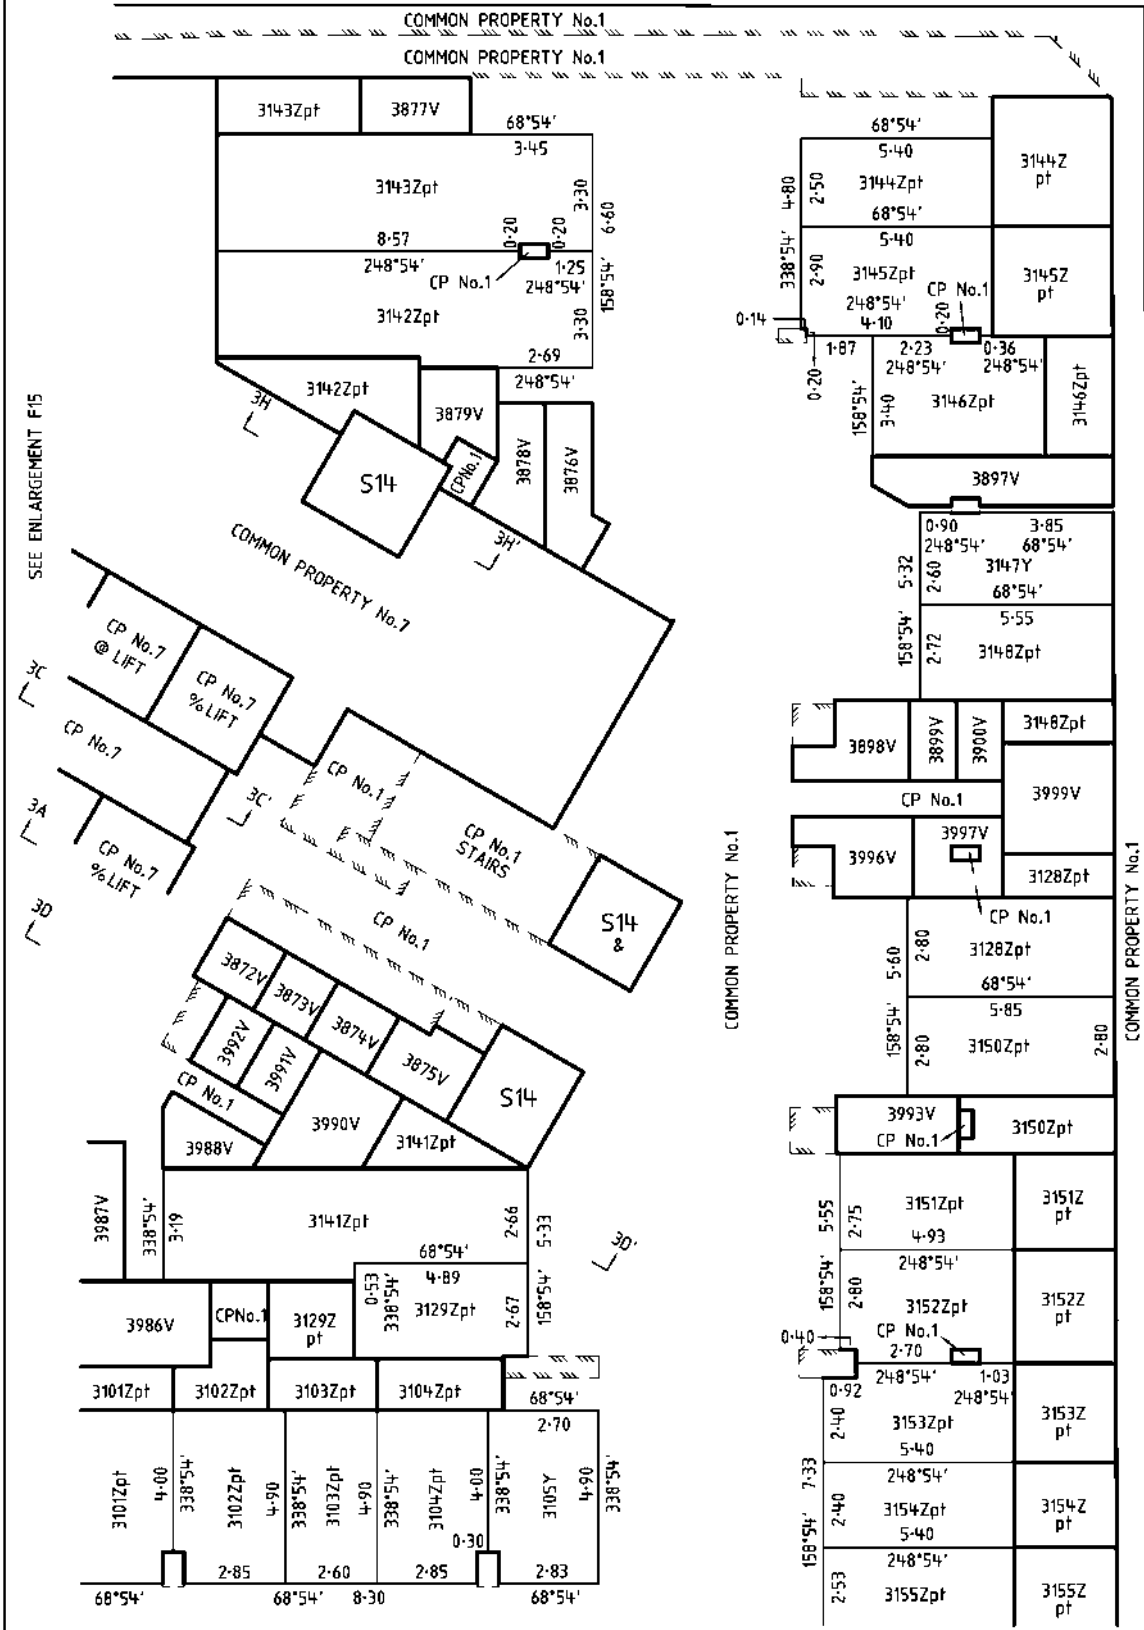 COMMON PROPERTY No.1
COMMON PROPERTY No.1
3143Zpt
3877V
68°54'
3·45
3143Zpt
3·30
6·60
8·57
0·20
0·20
248°54'
CP No.1
1·25
248°54'
158°54'
3142Zpt
3·30
2·69
248°54'
3142Zpt
3H
3879V
CPNo.1
3878V
3876V
S14
3H'
SEE ENLARGEMENT F15
COMMON PROPERTY No.7
CP No.7
@ LIFT
CP No.7
% LIFT
3C
CP No.7
3C'
3A
CP No.7
% LIFT
3D
CP No.1
CP No.1
STAIRS
S14
&
CP No.1
3872V
3873V
3874V
3875V
3992V
3991V
S14
CP No.1
3990V
3988V
3141Zpt
3987V
338°54'
3·19
3141Zpt
2·66
5·33
68°54'
4·89
0·53
338°54'
3129Zpt
2·67
158°54'
3D'
3986V
CPNo.1
3129Z
pt
3101Zpt
3102Zpt
3103Zpt
3104Zpt
68°54'
2·70
3101Zpt
4·00
338°54'
3102Zpt
4·90
338°54'
3103Zpt
4·90
338°54'
3104Zpt
4·00
338°54'
3105Y
4·90
338°54'
0·30
2·85
2·60
2·85
2·83
68°54'
68°54'
8·30
68°54'
68°54'
5·40
3144Z
pt
4·80
2·50
3144Zpt
68°54'
5·40
338°54'
2·90
3145Zpt
3145Z
pt
248°54'
CP No.1
4·10
0·20
0·14
0·20
1·87
2·23
0·36
248°54'
248°54'
158°54'
3·40
3146Zpt
3146Zpt
3897V
0·90
3·85
248°54'
68°54'
5·32
2·60
3147Y
68°54'
5·55
158°54'
2·72
3148Zpt
3898V
3899V
3900V
3148Zpt
3999V
CP No.1
3997V
3996V
3128Zpt
CP No.1
COMMON PROPERTY No.1
COMMON PROPERTY No.1
5·60
2·80
3128Zpt
68°54'
5·85
158°54'
2·80
3150Zpt
2·80
3993V
CP No.1
3150Zpt
5·55
2·75
3151Zpt
4·93
3151Z
pt
248°54'
158°54'
2·80
3152Zpt
3152Z
pt
CP No.1
0·40
2·70
248°54'
1·03
248°54'
0·92
2·40
3153Zpt
3153Z
pt
5·40
7·33
248°54'
2·40
3154Zpt
3154Z
pt
5·40
158°54'
248°54'
2·53
3155Zpt
3155Z
pt